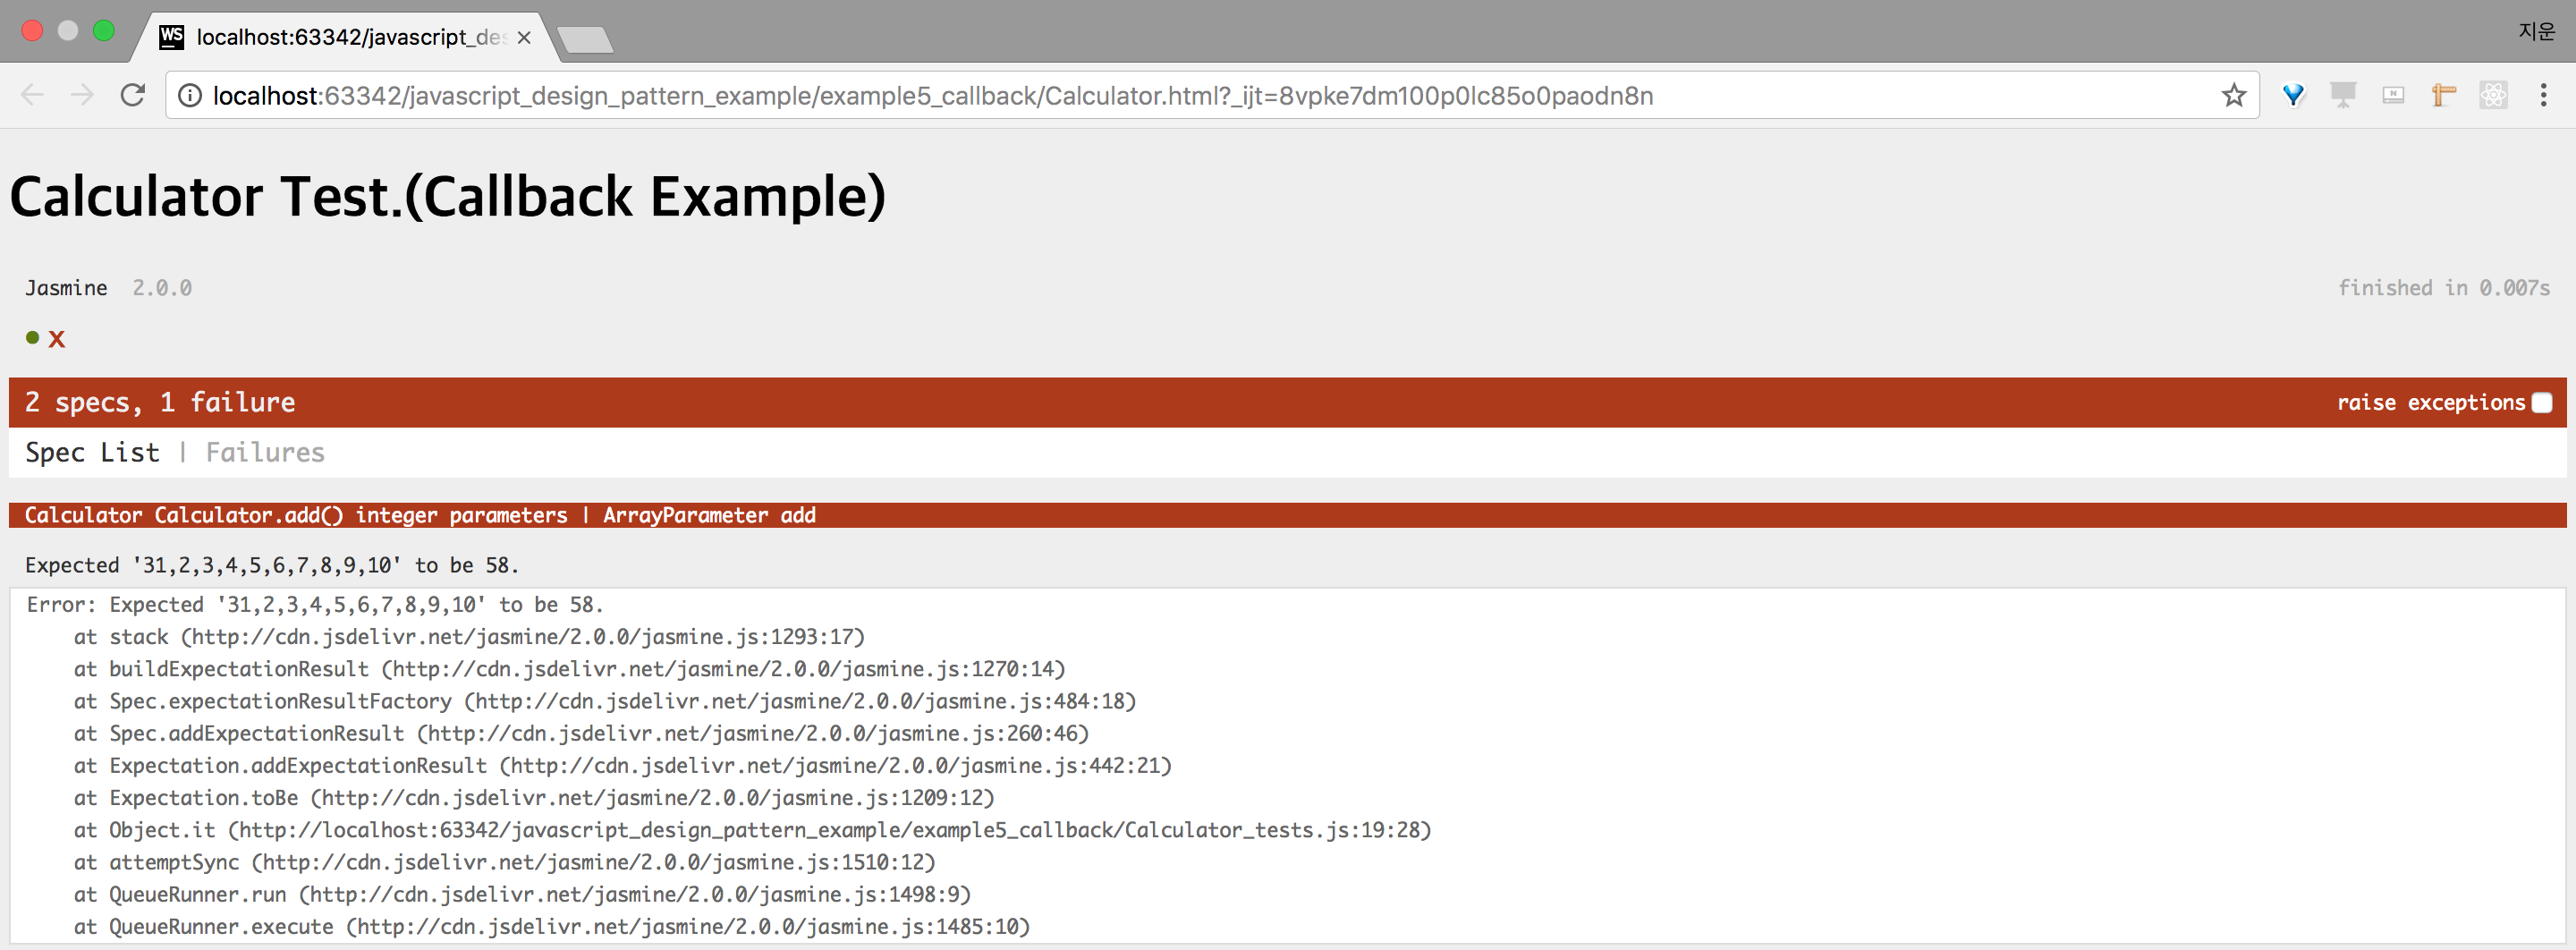 WS localhost:63342/javascript_des
지운
localhost:63342/javascript_design_pattern_example/example5_callback/Calculator.html?_ijt=8vpke7dm100p0lc85o0paodn8n
Calculator Test.(Callback Example)
Jasmine 2.0.0 finished in 0.007s
● x
2 specs, 1 failure raise exceptions
Spec List | Failures
Calculator Calculator.add() integer parameters | ArrayParameter add
Expected '31,2,3,4,5,6,7,8,9,10' to be 58.
Error: Expected '31,2,3,4,5,6,7,8,9,10' to be 58.
at stack (http://cdn.jsdelivr.net/jasmine/2.0.0/jasmine.js:1293:17)
at buildExpectationResult (http://cdn.jsdelivr.net/jasmine/2.0.0/jasmine.js:1270:14)
at Spec.expectationResultFactory (http://cdn.jsdelivr.net/jasmine/2.0.0/jasmine.js:484:18)
at Spec.addExpectationResult (http://cdn.jsdelivr.net/jasmine/2.0.0/jasmine.js:260:46)
at Expectation.addExpectationResult (http://cdn.jsdelivr.net/jasmine/2.0.0/jasmine.js:442:21)
at Expectation.toBe (http://cdn.jsdelivr.net/jasmine/2.0.0/jasmine.js:1209:12)
at Object.it (http://localhost:63342/javascript_design_pattern_example/example5_callback/Calculator_tests.js:19:28)
at attemptSync (http://cdn.jsdelivr.net/jasmine/2.0.0/jasmine.js:1510:12)
at QueueRunner.run (http://cdn.jsdelivr.net/jasmine/2.0.0/jasmine.js:1498:9)
at QueueRunner.execute (http://cdn.jsdelivr.net/jasmine/2.0.0/jasmine.js:1485:10)